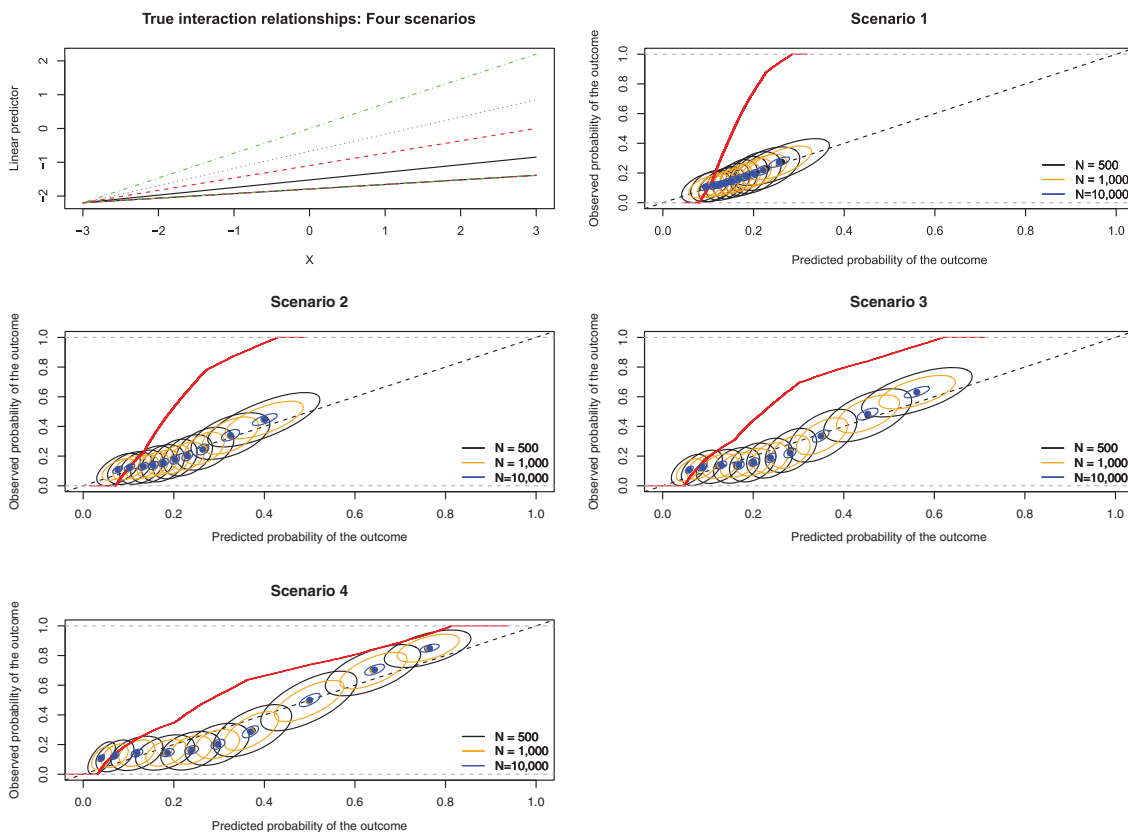 True interaction relationships: Four scenarios
Linear predictor
2
1
0
−1
−2
−3 −2 −1 0 1 2 3
X
Scenario 1
Observed probability of the outcome
1.0
0.8
0.6
0.4
0.2
0.0
N = 500
N = 1,000
N=10,000
0.0 0.2 0.4 0.6 0.8 1.0
Predicted probability of the outcome
Scenario 2
Observed probability of the outcome
1.0
0.8
0.6
0.4
0.2
0.0
N = 500
N = 1,000
N=10,000
0.0 0.2 0.4 0.6 0.8 1.0
Predicted probability of the outcome
Scenario 3
Observed probability of the outcome
1.0
0.8
0.6
0.4
0.2
0.0
N = 500
N = 1,000
N=10,000
0.0 0.2 0.4 0.6 0.8 1.0
Predicted probability of the outcome
Scenario 4
Observed probability of the outcome
1.0
0.8
0.6
0.4
0.2
0.0
N = 500
N = 1,000
N=10,000
0.0 0.2 0.4 0.6 0.8 1.0
Predicted probability of the outcome